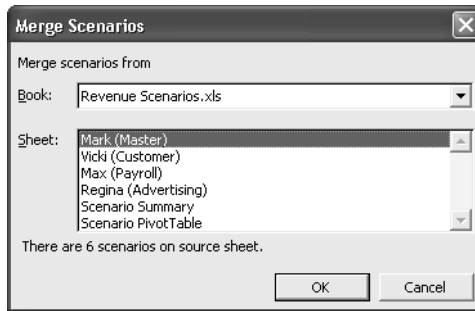 Merge Scenarios
Merge scenarios from
Book: Revenue Scenarios.xls
Sheet: Mark (Master)
Vicki (Customer)
Max (Payroll)
Regina (Advertising)
Scenario Summary
Scenario PivotTable
There are 6 scenarios on source sheet.
OK Cancel